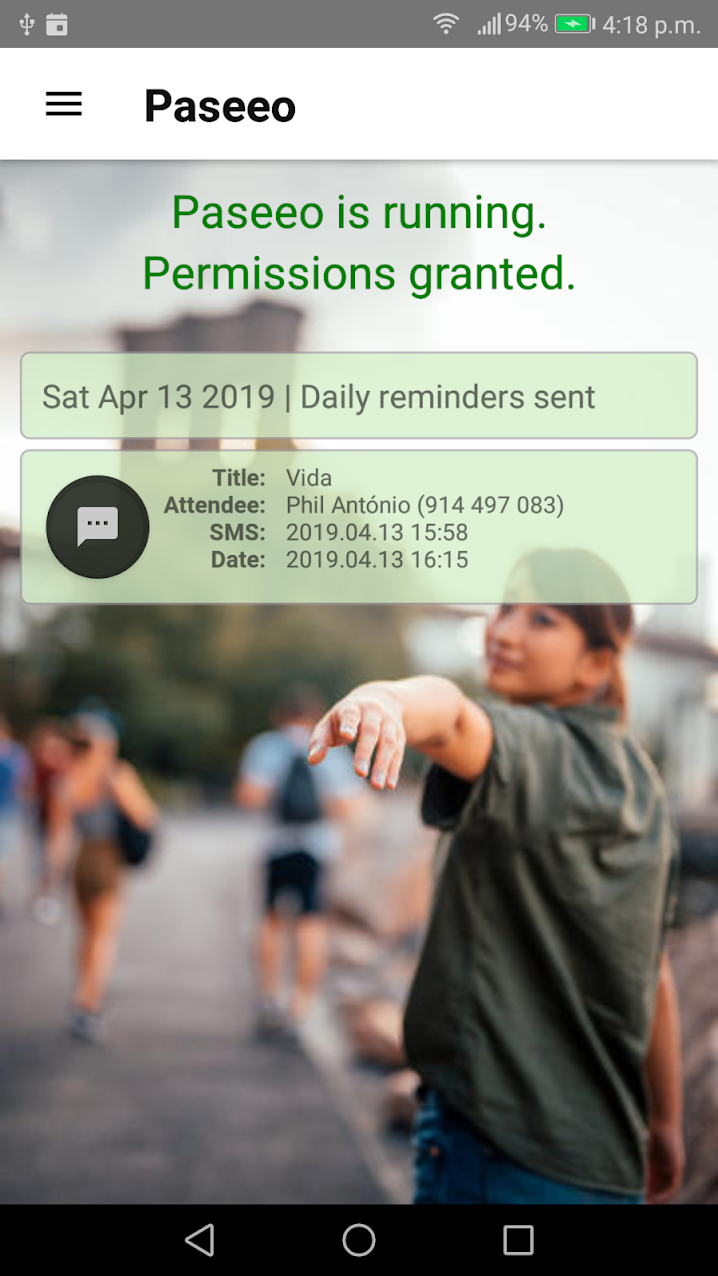 94% 4:18 p.m.
Paseeo
Paseeo is running.
Permissions granted.
Sat Apr 13 2019 | Daily reminders sent
Title: Vida
Attendee: Phil António (914 497 083)
SMS: 2019.04.13 15:58
Date: 2019.04.13 16:15